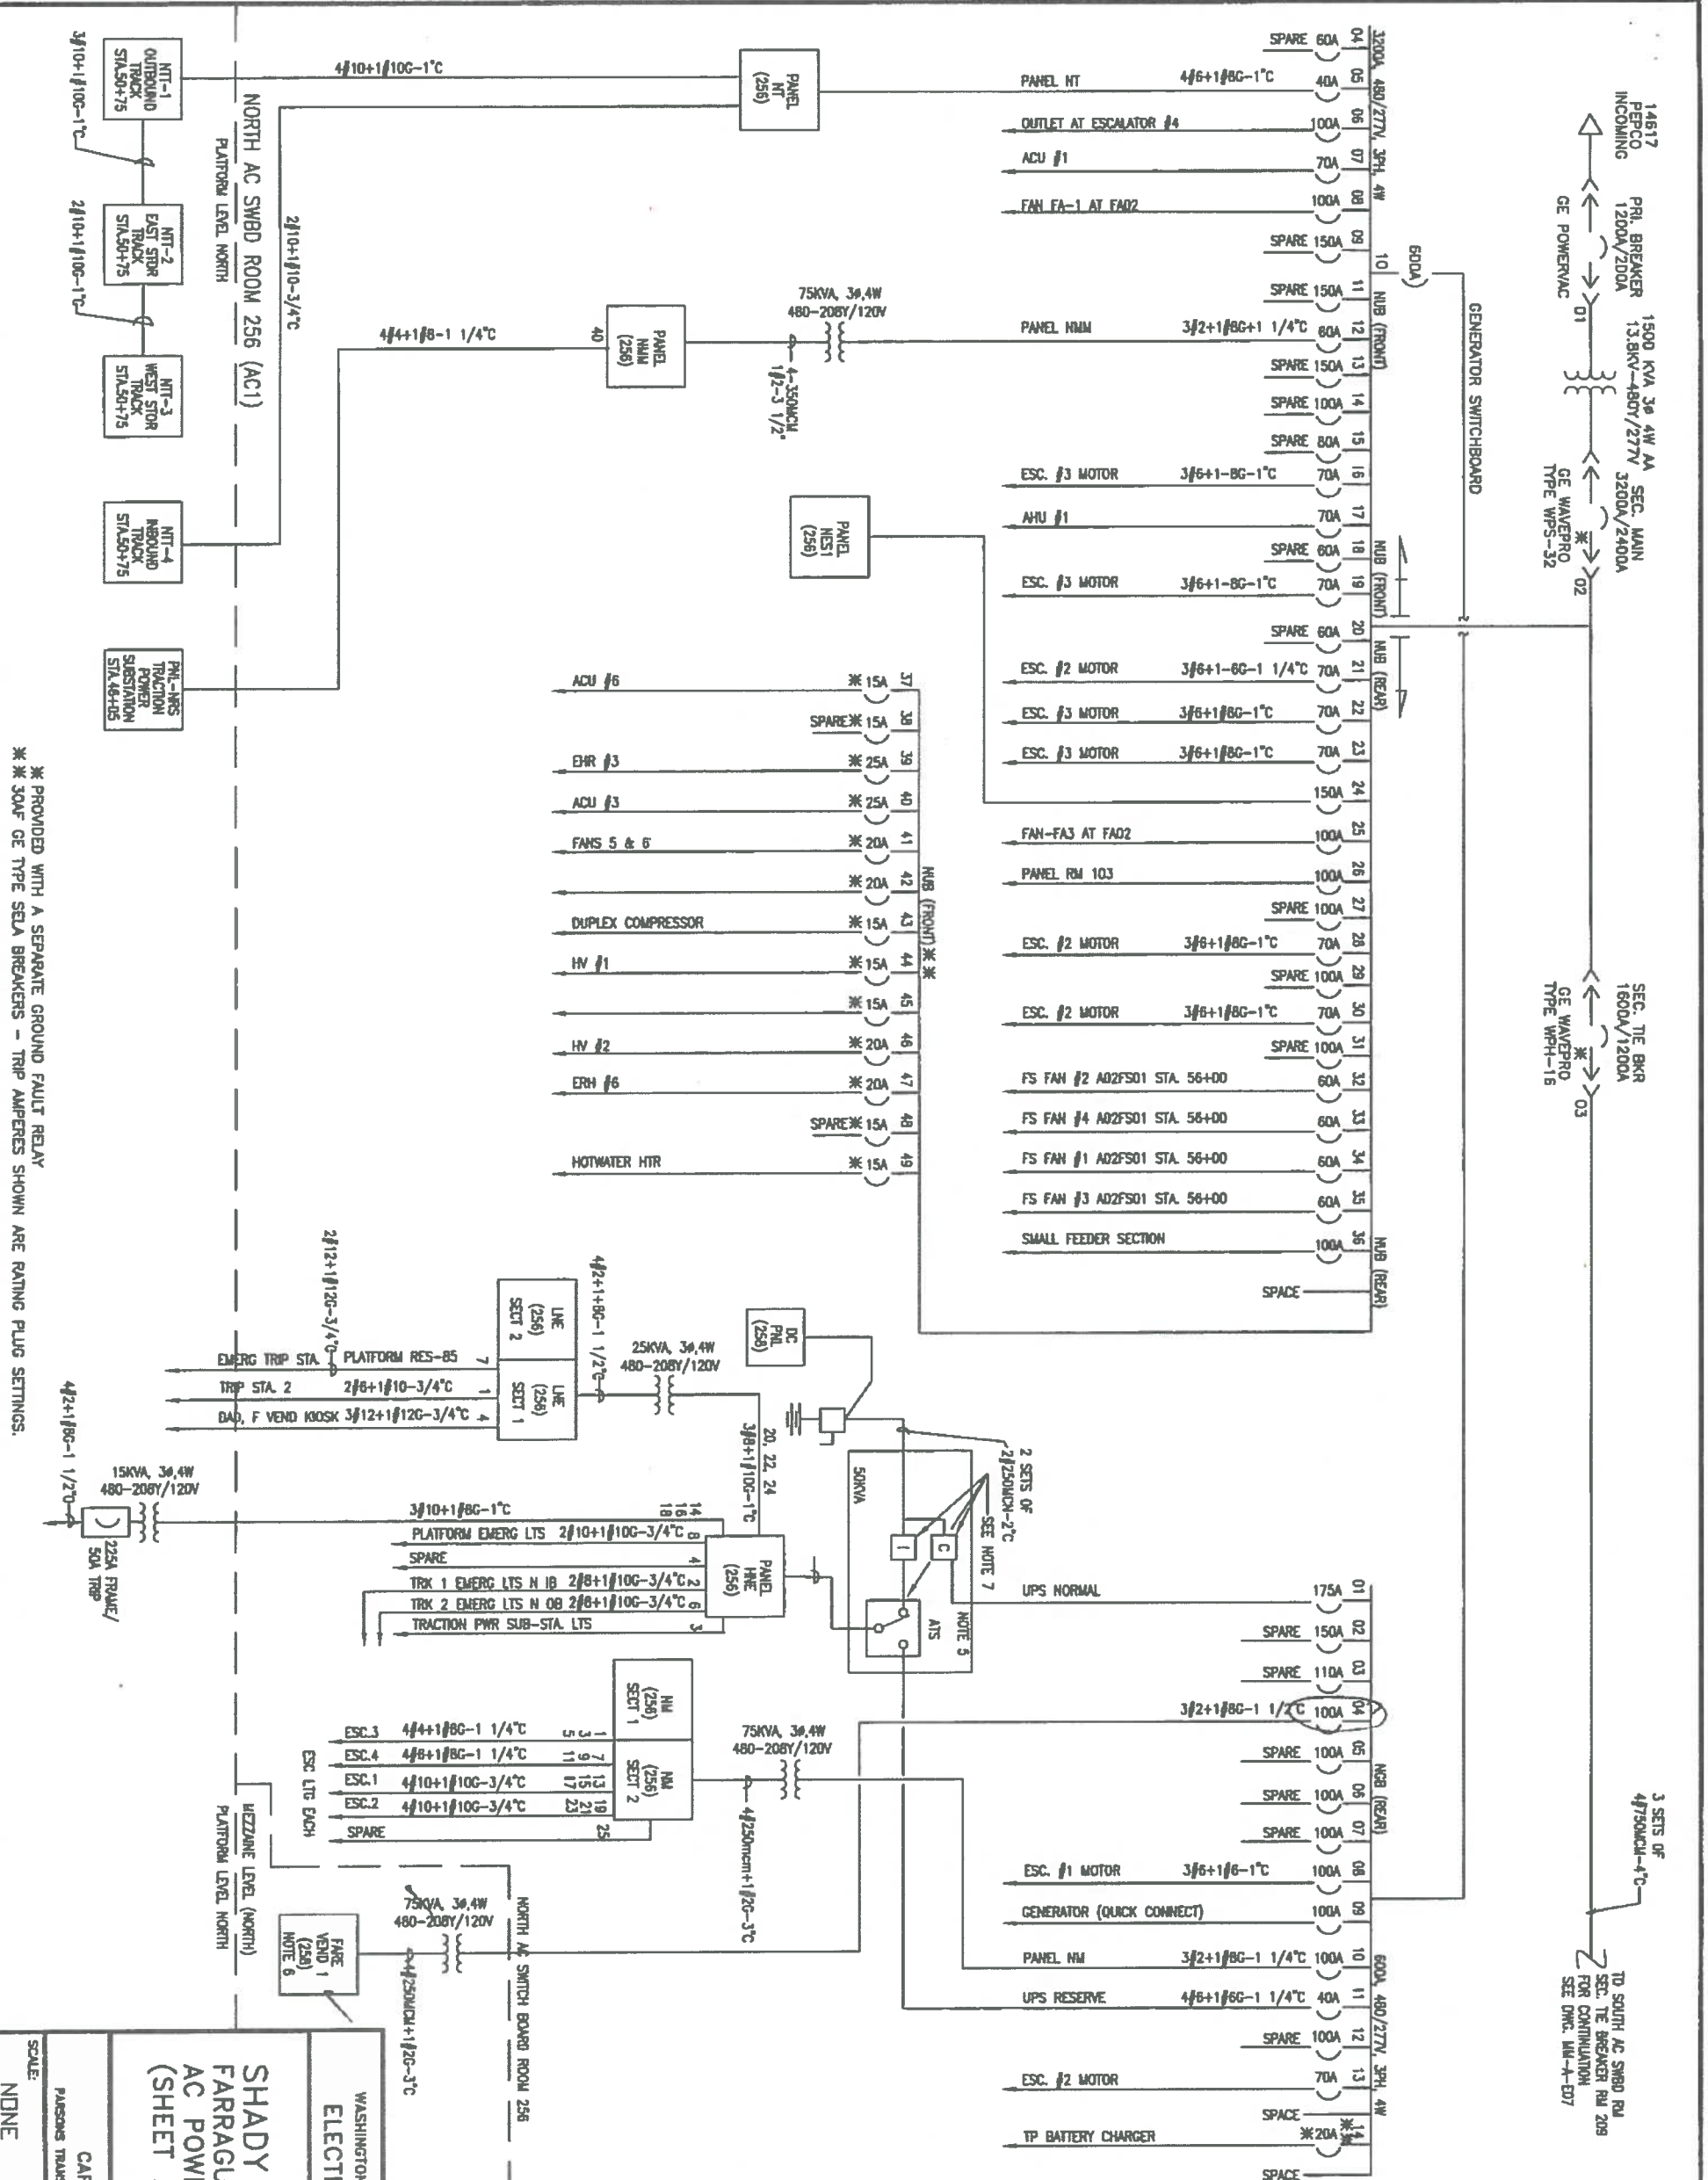 14617
PEPCO
INCOMING
PRI. BREAKER
1200A/200A
GE POWERVAC
01
1500 KVA 3ø 4W AA
13.8KV-480Y/277V
SEC. MAIN
3200A/2400A
※
GE WAVEPRO
TYPE WPS-32
02
SEC. TIE BKR
1600A/1200A
※
GE WAVEPRO
TYPE WPH-16
03
3 SETS OF
4#750MCM-4"C
TO SOUTH AC SWBD RM
SEC. TIE BREAKER RM 209
FOR CONTINUATION
SEE DWG. MM-A-E07
GENERATOR SWITCHBOARD
600A
3200A, 480/277V, 3PH, 4W
NUB (FRONT)
NUB (FRONT)
NUB (REAR)
NUB (REAR)
SPARE 60A 04
PANEL NT 4#6+1#8G-1"C 40A 05
OUTLET AT ESCALATOR #4 100A 06
ACU #1 70A 07
FAN FA-1 AT FA02 100A 08
SPARE 150A 09
10
SPARE 150A 11
PANEL NMM 3#2+1#8G+1 1/4"C 60A 12
SPARE 150A 13
SPARE 100A 14
SPARE 80A 15
ESC. #3 MOTOR 3#6+1-8G-1"C 70A 16
AHU #1 70A 17
SPARE 60A 18
ESC. #3 MOTOR 3#6+1-8G-1"C 70A 19
SPARE 60A 20
ESC. #2 MOTOR 3#6+1-6G-1 1/4"C 70A 21
ESC. #3 MOTOR 3#6+1#8G-1"C 70A 22
ESC. #3 MOTOR 3#6+1#8G-1"C 70A 23
150A 24
FAN-FA3 AT FA02 100A 25
PANEL RM 103 100A 26
SPARE 100A 27
ESC. #2 MOTOR 3#6+1#8G-1"C 70A 28
SPARE 100A 29
ESC. #2 MOTOR 3#6+1#8G-1"C 70A 30
SPARE 100A 31
FS FAN #2 A02FS01 STA. 56+00 60A 32
FS FAN #4 A02FS01 STA. 56+00 60A 33
FS FAN #1 A02FS01 STA. 56+00 60A 34
FS FAN #3 A02FS01 STA. 56+00 60A 35
SMALL FEEDER SECTION 100A 36
SPACE
NUB (FRONT)※※
ACU #6 ※15A 37
SPARE※ 15A 38
EHR #3 ※25A 39
ACU #3 ※25A 40
FANS 5 & 6 ※20A 41
※20A 42
DUPLEX COMPRESSOR ※15A 43
HV #1 ※15A 44
※15A 45
HV #2 ※20A 46
ERH #6 ※20A 47
SPARE※ 15A 48
HOTWATER HTR ※15A 49
UPS NORMAL 175A 01
SPARE 150A 02
SPARE 110A 03
3#2+1#8G-1 1/2"C 100A 04
SPARE 100A 05
NGB (REAR)
SPARE 100A 06
SPARE 100A 07
ESC. #1 MOTOR 3#6+1#6-1"C 100A 08
GENERATOR (QUICK CONNECT) 100A 09
PANEL NM 3#2+1#8G-1 1/4"C 100A 10
UPS RESERVE 4#6+1#6G-1 1/4"C 40A 11
600A, 480/277V, 3PH, 4W
SPARE 100A 12
ESC. #2 MOTOR 70A 13
SPACE
TP BATTERY CHARGER ※20A 14
※※
SPACE
PANEL
NT
(256)
4#10+1#10G-1"C
2#10+1#10-3/4"C
PANEL
NMM
(256)
40
75KVA, 3ø,4W
480-208Y/120V
4-350MCM
1#2-3 1/2"
4#4+1#8-1 1/4"C
PANEL
NES1
(256)
NORTH AC SWBD ROOM 256 (AC1)
PLATFORM LEVEL NORTH
NTT-1
OUTBOUND
TRACK
STA.50+75
3#10+1#10G-1"C
NTT-2
EAST STOR
TRACK
STA.50+75
2#10+1#10G-1"C
NTT-3
WEST STOR
TRACK
STA.50+75
NTT-4
INBOUND
TRACK
STA.50+75
PNL-NRS
TRACTION
POWER
SUBSTATION
STA.46+05
※ PROVIDED WITH A SEPARATE GROUND FAULT RELAY
※※ 30AF GE TYPE SELA BREAKERS - TRIP AMPERES SHOWN ARE RATING PLUG SETTINGS.
LNE
(256)
SECT 2
LNE
(256)
SECT 1
4#2+1+8G-1 1/2"C
25KVA, 3ø,4W
480-208Y/120V
2#12+1#12G-3/4"C
EMERG TRIP STA. PLATFORM RES-85 7
TRIP STA. 2 2#6+1#10-3/4"C 1
DAD, F VEND KIOSK 3#12+1#12G-3/4"C 4
DC
PNL
(258)
20, 22, 24
3#8+1#10G-1"C
50KVA
2 SETS OF
2#250MCM-2"C
SEE NOTE 7
NOTE 5
C
I
ATS
PANEL
HNE
(256)
3#10+1#8G-1"C
14
16
18
PLATFORM EMERG LTS 2#10+1#10G-3/4"C 8
SPARE 4
TRK 1 EMERG LTS N IB 2#8+1#10G-3/4"C 2
TRK 2 EMERG LTS N OB 2#8+1#10G-3/4"C 6
TRACTION PWR SUB-STA. LTS 3
15KVA, 3ø,4W
480-208Y/120V
4#2+1#8G-1 1/2"C
225A FRAME/
50A TRIP
NM
(256)
SECT 1
NM
(256)
SECT 2
75KVA, 3ø,4W
480-208Y/120V
4#250mcm+1#2G-3"C
ESC.3 4#4+1#8G-1 1/4"C 1 3 5
ESC.4 4#6+1#8G-1 1/4"C 7 9 11
ESC.1 4#10+1#10G-3/4"C 13 15 17
ESC.2 4#10+1#10G-3/4"C 19 21 23
SPARE 25
ESC LTG EACH
MEZZAINE LEVEL (NORTH)
PLATFORM LEVEL NORTH
NORTH AC SWITCH BOARD ROOM 256
75KVA, 3ø,4W
480-208Y/120V
4#250MCM+1#2G-3"C
FARE
VEND 1
(258)
NOTE 6
WASHINGTON
ELECT
SHADY
FARRAGU
AC POW
(SHEET
PARSONS TRANS
SCALE:
NONE